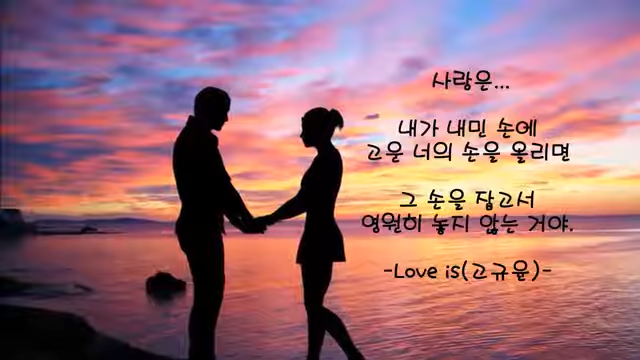 사랑은...
내가 내민 손에
고운 너의 손을 올리면
그 손을 잡고서
영원히 놓지 않는 거야.
-Love is(고규윤)-